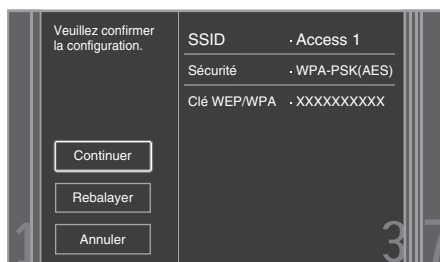 Veuillez confirmer
la configuration.
SSID · Access 1
Sécurité · WPA-PSK(AES)
Clé WEP/WPA · XXXXXXXXXX
Continuer
Rebalayer
Annuler
1
3
7